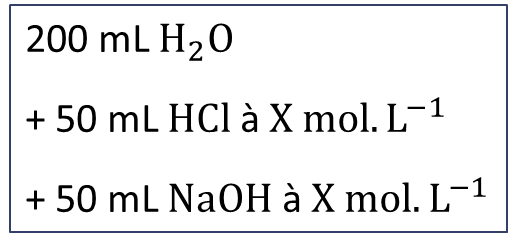 200 mL H₂O
+ 50 mL HCl à X mol. L⁻¹
+ 50 mL NaOH à X mol. L⁻¹